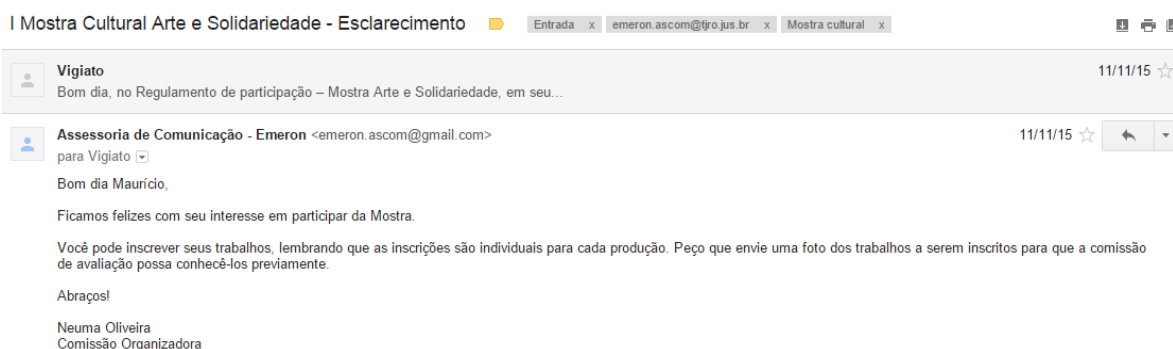 I Mostra Cultural Arte e Solidariedade - Esclarecimento Entrada x emeron.ascom@tjro.jus.br x Mostra cultural x
Vigiato 11/11/15
Bom dia, no Regulamento de participação – Mostra Arte e Solidariedade, em seu...
Assessoria de Comunicação - Emeron <emeron.ascom@gmail.com> 11/11/15
para Vigiato
Bom dia Maurício,
Ficamos felizes com seu interesse em participar da Mostra.
Você pode inscrever seus trabalhos, lembrando que as inscrições são individuais para cada produção. Peço que envie uma foto dos trabalhos a serem inscritos para que a comissão
de avaliação possa conhecê-los previamente.
Abraços!
Neuma Oliveira
Comissão Organizadora